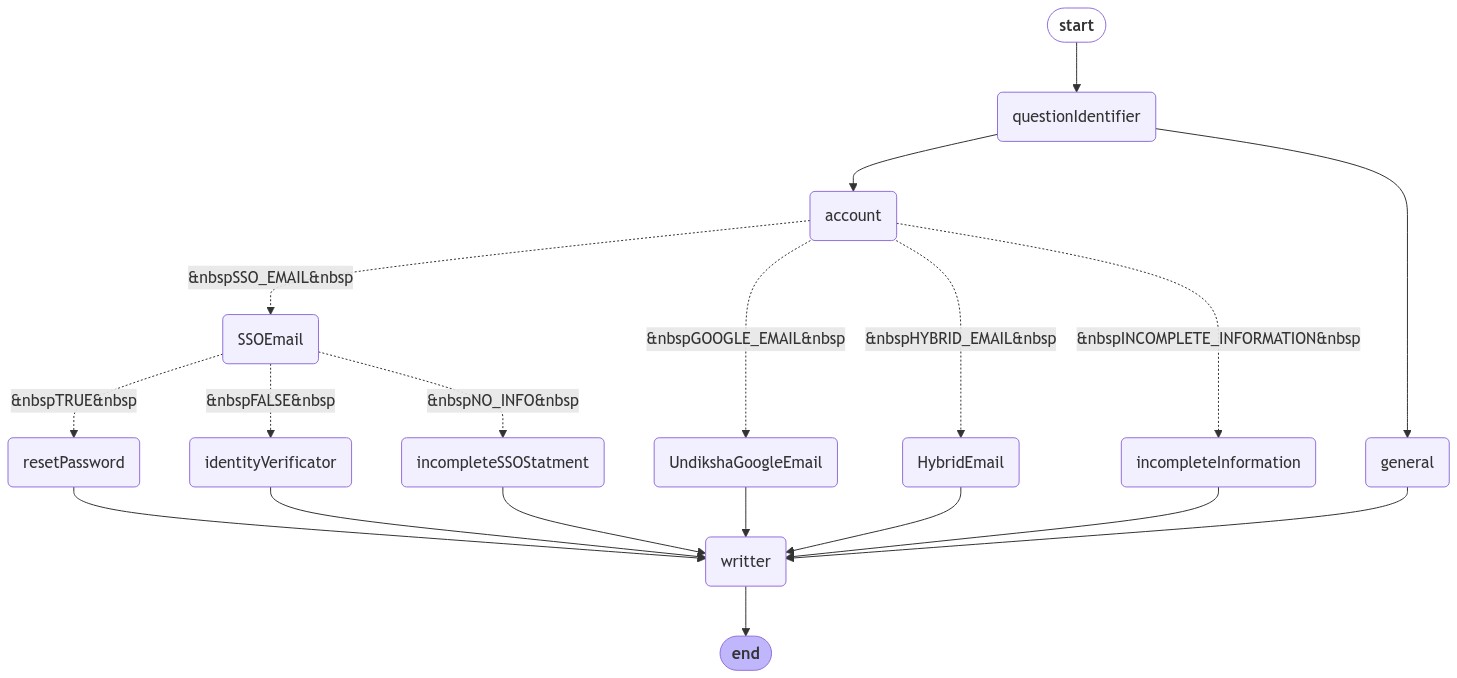 start
questionIdentifier
account
&nbspSSO_EMAIL&nbsp
SSOEmail
&nbspGOOGLE_EMAIL&nbsp
&nbspHYBRID_EMAIL&nbsp
&nbspINCOMPLETE_INFORMATION&nbsp
&nbspTRUE&nbsp
&nbspFALSE&nbsp
&nbspNO_INFO&nbsp
resetPassword
identityVerificator
incompleteSSOStatment
UndikshaGoogleEmail
HybridEmail
incompleteInformation
general
writter
end